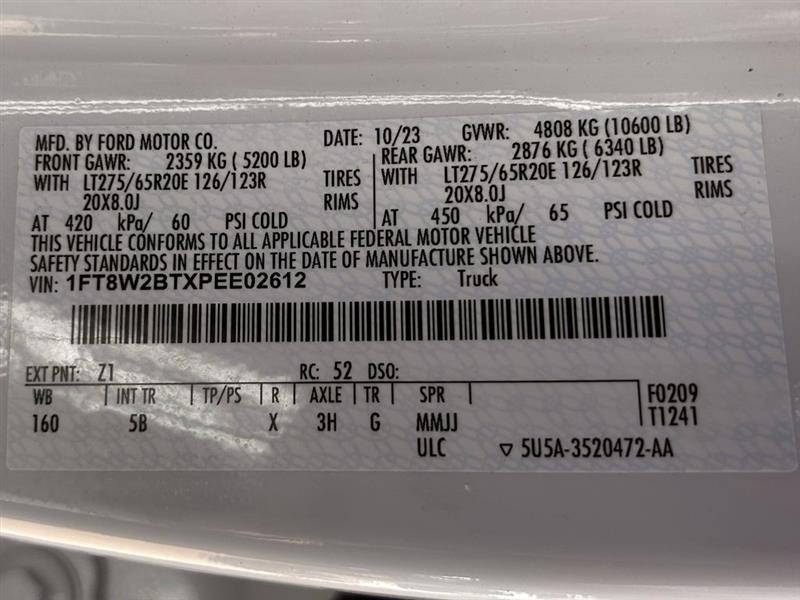 MFD. BY FORD MOTOR CO. DATE: 10/23 GVWR: 4808 KG (10600 LB)
FRONT GAWR: 2359 KG ( 5200 LB) REAR GAWR: 2876 KG ( 6340 LB)
WITH LT275/65R20E 126/123R TIRES WITH LT275/65R20E 126/123R TIRES
20X8.0J RIMS 20X8.0J RIMS
AT 420 kPa/ 60 PSI COLD AT 450 kPa/ 65 PSI COLD
THIS VEHICLE CONFORMS TO ALL APPLICABLE FEDERAL MOTOR VEHICLE
SAFETY STANDARDS IN EFFECT ON THE DATE OF MANUFACTURE SHOWN ABOVE.
VIN: 1FT8W2BTXPEE02612 TYPE: Truck
EXT PNT: Z1 RC: 52 DSO:
WB INT TR TP/PS R AXLE TR SPR F0209
160 5B X 3H G MMJJ T1241
ULC ▽ 5U5A-3520472-AA